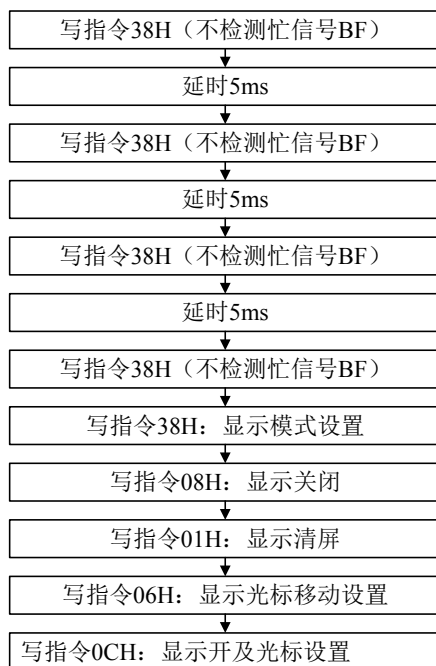 写指令38H（不检测忙信号BF）
延时5ms
写指令38H（不检测忙信号BF）
延时5ms
写指令38H（不检测忙信号BF）
延时5ms
写指令38H（不检测忙信号BF）
写指令38H：显示模式设置
写指令08H：显示关闭
写指令01H：显示清屏
写指令06H：显示光标移动设置
写指令0CH：显示开及光标设置